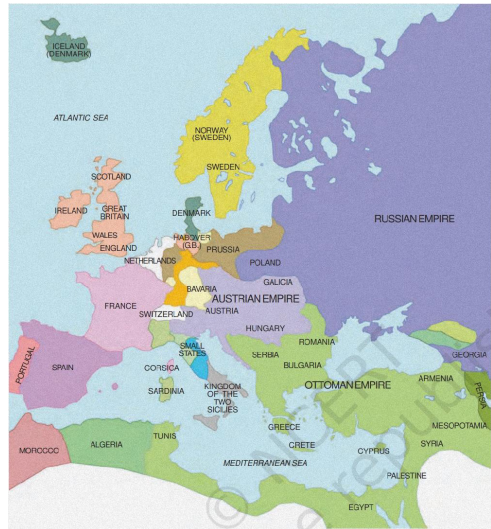 ICELAND
(DENMARK)
ATLANTIC SEA
NORWAY
(SWEDEN)
SWEDEN
SCOTLAND
IRELAND
GREAT
BRITAIN
WALES
ENGLAND
DENMARK
HABOVER
(G.B.)
PRUSSIA
NETHERLANDS
RUSSIAN EMPIRE
POLAND
GALICIA
BAVARIA
AUSTRIAN EMPIRE
AUSTRIA
FRANCE
SWITZERLAND
HUNGARY
ROMANIA
SMALL
STATES
SERBIA
BULGARIA
GEORGIA
PORTUGAL
SPAIN
CORSICA
SARDINIA
KINGDOM
OF THE
TWO
SICILIES
OTTOMAN EMPIRE
ARMENIA
PERSIA
MESOPOTAMIA
GREECE
CRETE
CYPRUS
SYRIA
MOROCCO
ALGERIA
TUNIS
MEDITERRANEAN SEA
PALESTINE
EGYPT
© NCERT
republis